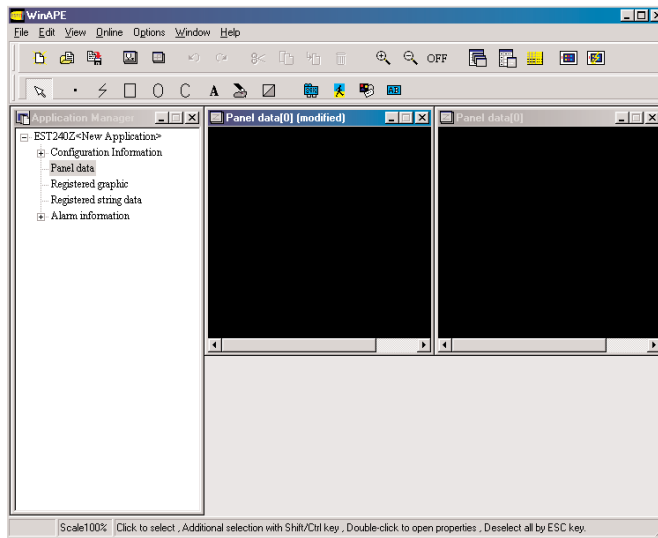 WinAPE
File Edit View Online Options Window Help
OFF
A
Application Manager
Panel data[0] (modified)
Panel data[0]
EST240Z<New Application>
Configuration Information
Panel data
Registered graphic
Registered string data
Alarm information
Scale100% Click to select , Additional selection with Shift/Ctrl key , Double-click to open properties , Deselect all by ESC key.